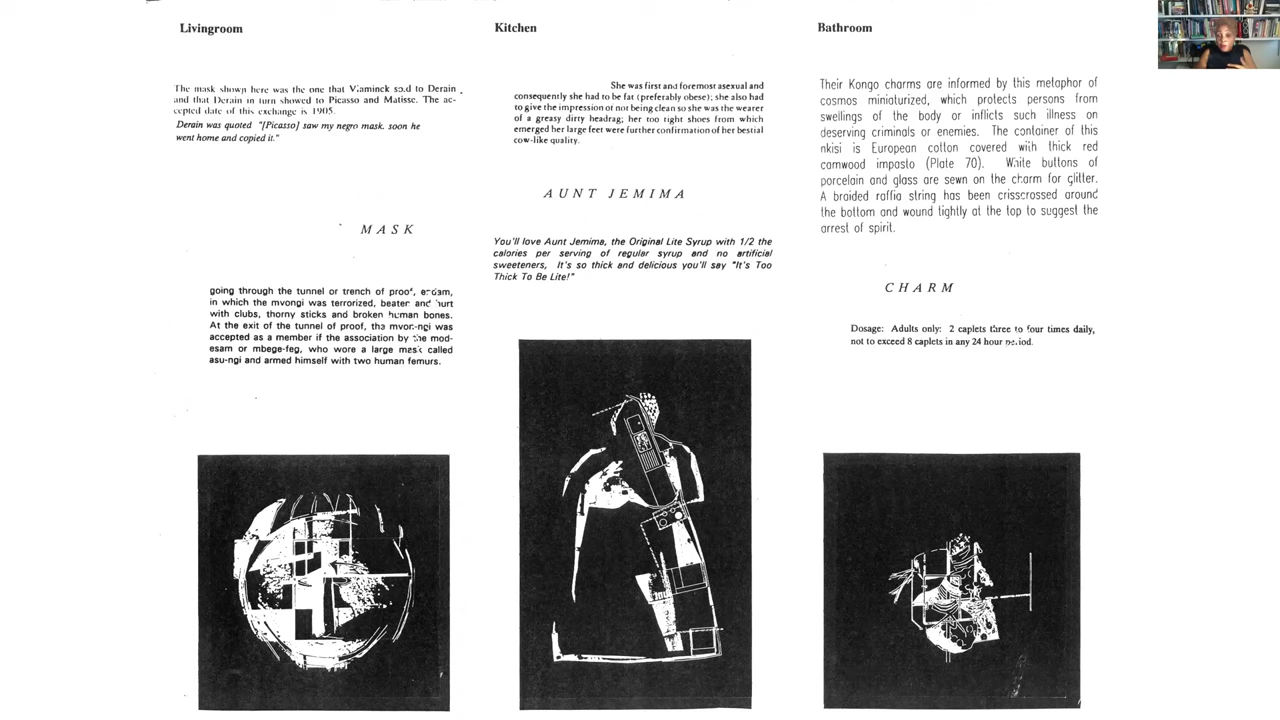 Livingroom
The mask shown here was the one that Vlaminck said to Derain
and that Derain in turn showed to Picasso and Matisse. The ac-
cepted date of this exchange is 1905.
Derain was quoted "[Picasso] saw my negro mask. soon he
went home and copied it."
MASK
going through the tunnel or trench of proof, endam,
in which the mvongi was terrorized, beaten and hurt
with clubs, thorny sticks and broken human bones.
At the exit of the tunnel of proof, the mvon-ngi was
accepted as a member if the association by the mod-
esam or mbege-feg, who wore a large mask called
asu-ngi and armed himself with two human femurs.
Kitchen
She was first and foremost asexual and
consequently she had to be fat (preferably obese); she also had
to give the impression of not being clean so she was the wearer
of a greasy dirty headrag; her too tight shoes from which
emerged her large feet were further confirmation of her bestial
cow-like quality.
AUNT JEMIMA
You'll love Aunt Jemima, the Original Lite Syrup with 1/2 the
calories per serving of regular syrup and no artificial
sweeteners, It's so thick and delicious you'll say "It's Too
Thick To Be Lite!"
Bathroom
Their Kongo charms are informed by this metaphor of
cosmos miniaturized, which protects persons from
swellings of the body or inflicts such illness on
deserving criminals or enemies. The container of this
nkisi is European cotton covered with thick red
camwood impasto (Plate 70). White buttons of
porcelain and glass are sewn on the charm for glitter.
A braided raffia string has been crisscrossed around
the bottom and wound tightly at the top to suggest the
arrest of spirit.
CHARM
Dosage: Adults only: 2 caplets three to four times daily,
not to exceed 8 caplets in any 24 hour period.